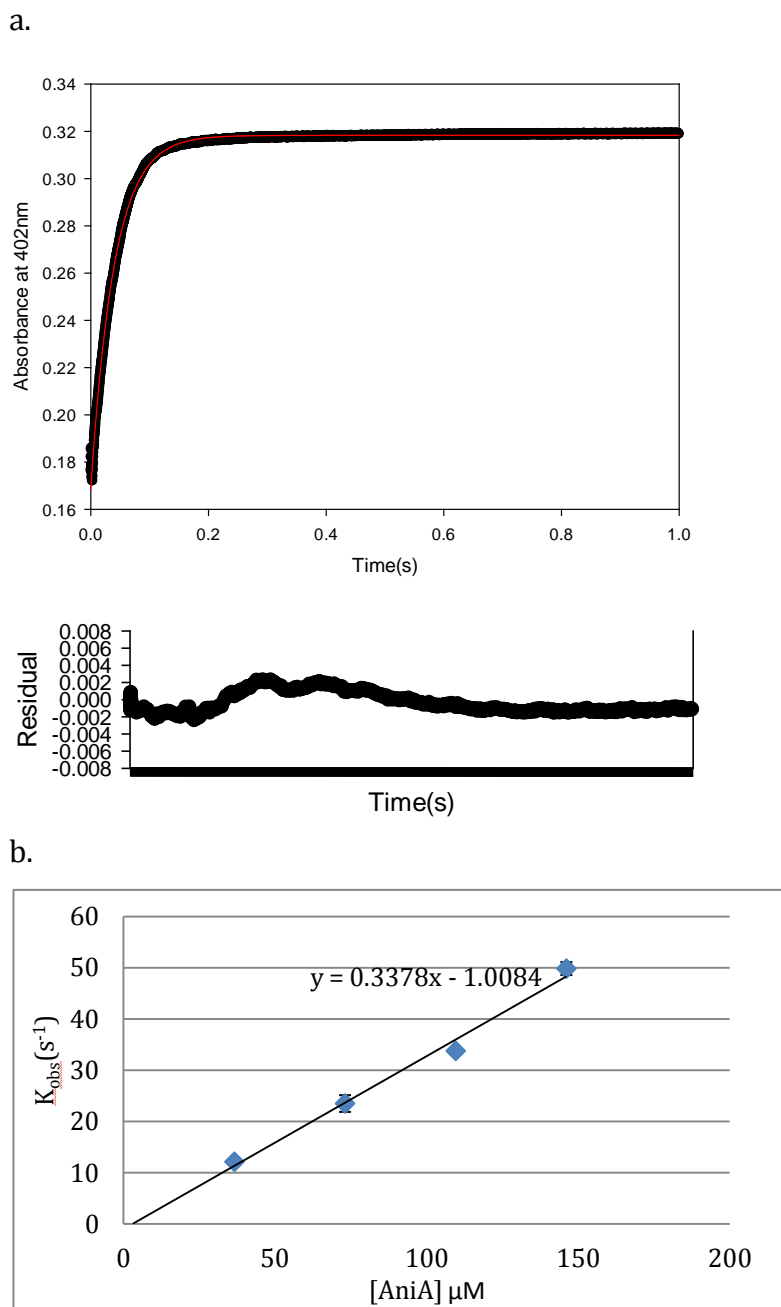 a.
0.34
0.32
0.30
0.28
0.26
0.24
0.22
0.20
0.18
0.16
Absorbance at 402nm
0.0 0.2 0.4 0.6 0.8 1.0
Time(s)
0.008
0.006
0.004
0.002
0.000
-0.002
-0.004
-0.006
-0.008
Residual
Time(s)
b.
60
50
40
30
20
10
0
K_obs(s⁻¹)
y = 0.3378x - 1.0084
0 50 100 150 200
[AniA] µM